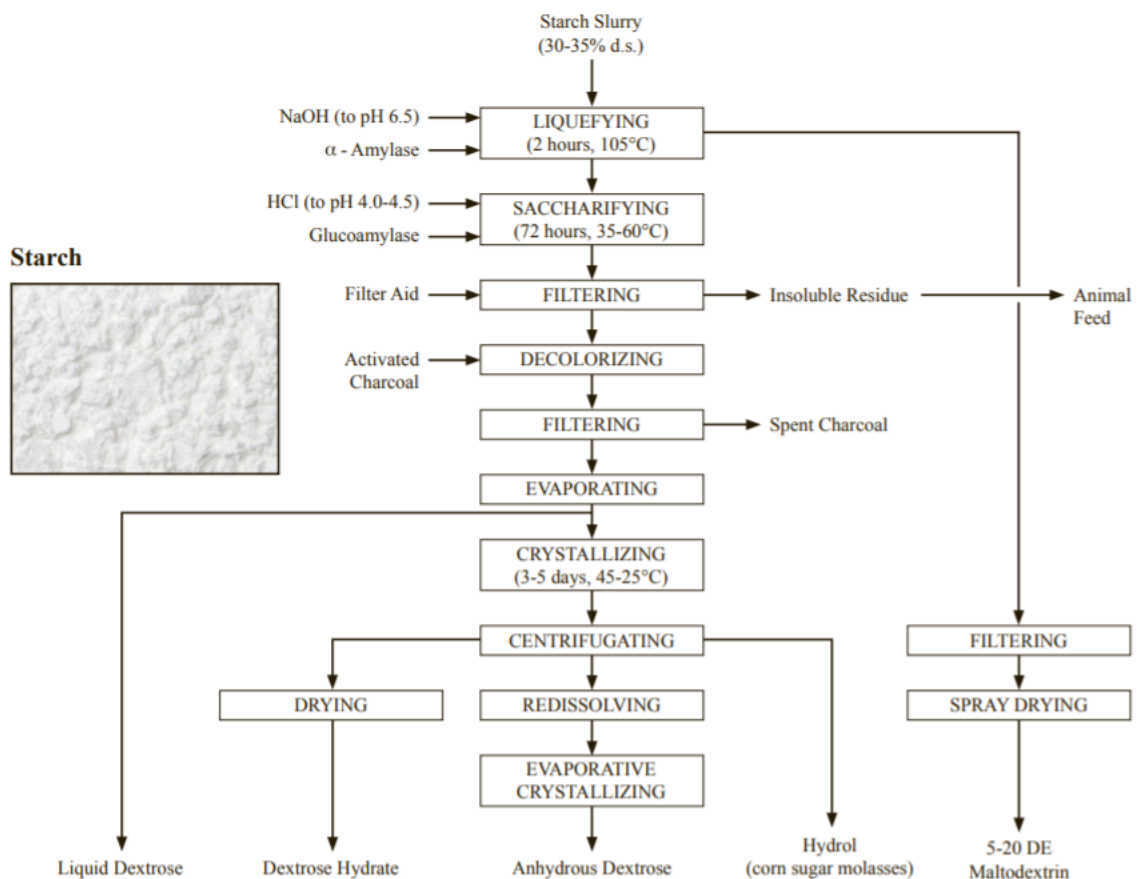 Starch Slurry
(30-35% d.s.)
NaOH (to pH 6.5)
α - Amylase
LIQUEFYING
(2 hours, 105°C)
HCl (to pH 4.0-4.5)
Glucoamylase
SACCHARIFYING
(72 hours, 35-60°C)
Starch
Filter Aid
FILTERING
Insoluble Residue
Animal
Feed
Activated
Charcoal
DECOLORIZING
FILTERING
Spent Charcoal
EVAPORATING
CRYSTALLIZING
(3-5 days, 45-25°C)
CENTRIFUGATING
FILTERING
DRYING
REDISSOLVING
SPRAY DRYING
EVAPORATIVE
CRYSTALLIZING
Liquid Dextrose
Dextrose Hydrate
Anhydrous Dextrose
Hydrol
(corn sugar molasses)
5-20 DE
Maltodextrin